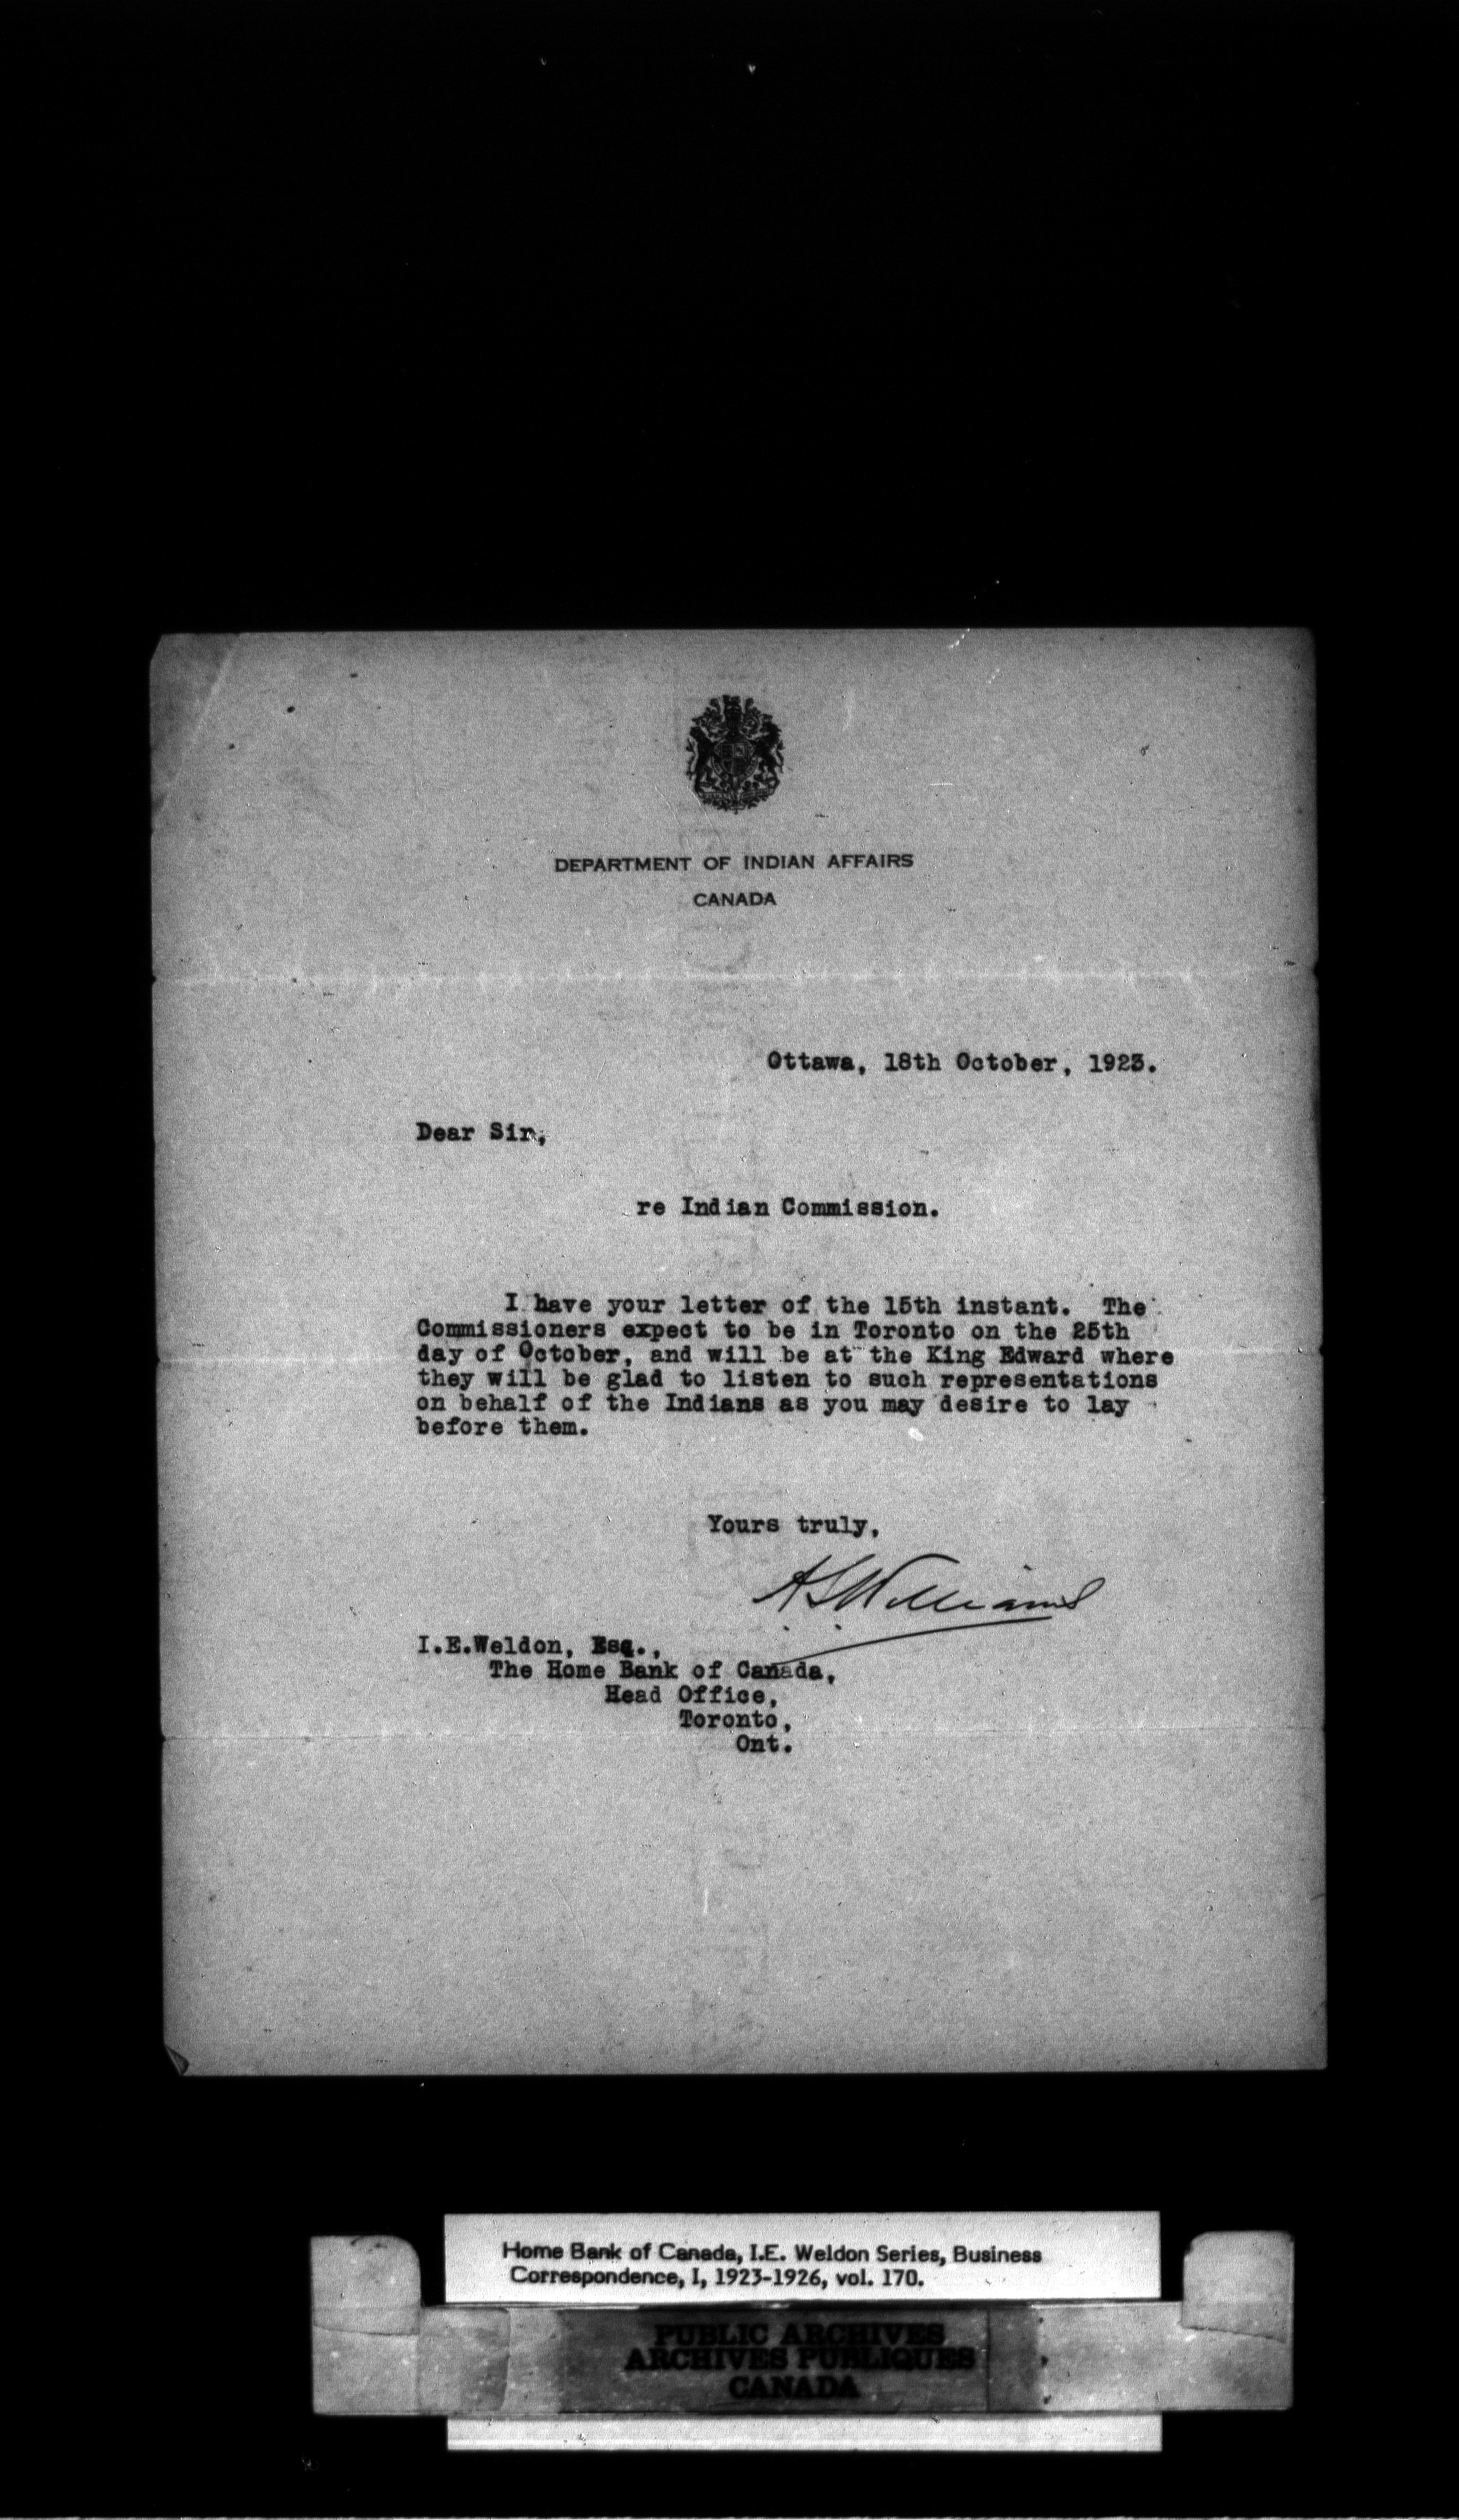 DEPARTMENT OF INDIAN AFFAIRS
CANADA
Ottawa, 18th October, 1923.
Dear Sir,
re Indian Commission.
I have your letter of the 15th instant. The
Commissioners expect to be in Toronto on the 25th
day of October, and will be at the King Edward where
they will be glad to listen to such representations
on behalf of the Indians as you may desire to lay
before them.
Yours truly,
A S Williams
I.E.Weldon, Esq.,
The Home Bank of Canada,
Head Office,
Toronto,
Ont.
Home Bank of Canada, I.E. Weldon Series, Business
Correspondence, I, 1923-1926, vol. 170.
PUBLIC ARCHIVES
ARCHIVES PUBLIQUES
CANADA